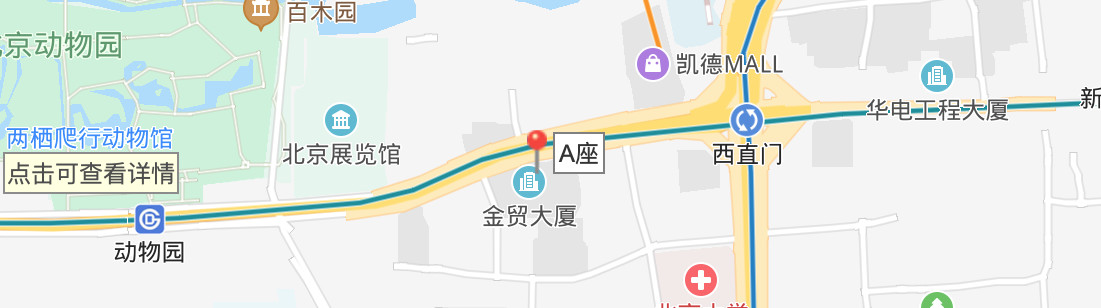 百木园
京动物园
凯德MALL
华电工程大厦
新
两栖爬行动物馆
北京展览馆
A座
西直门
点击可查看详情
金贸大厦
动物园